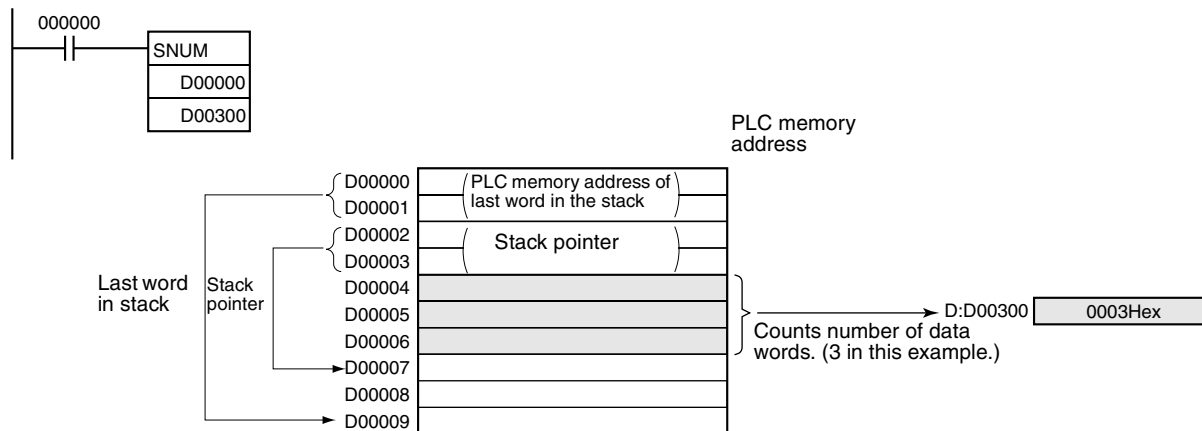 000000
SNUM
D00000
D00300
PLC memory
address
D00000
D00001
D00002
D00003
D00004
D00005
D00006
D00007
D00008
D00009
PLC memory address of
last word in the stack
Stack pointer
Last word
in stack
Stack
pointer
D:D00300
0003Hex
Counts number of data
words. (3 in this example.)